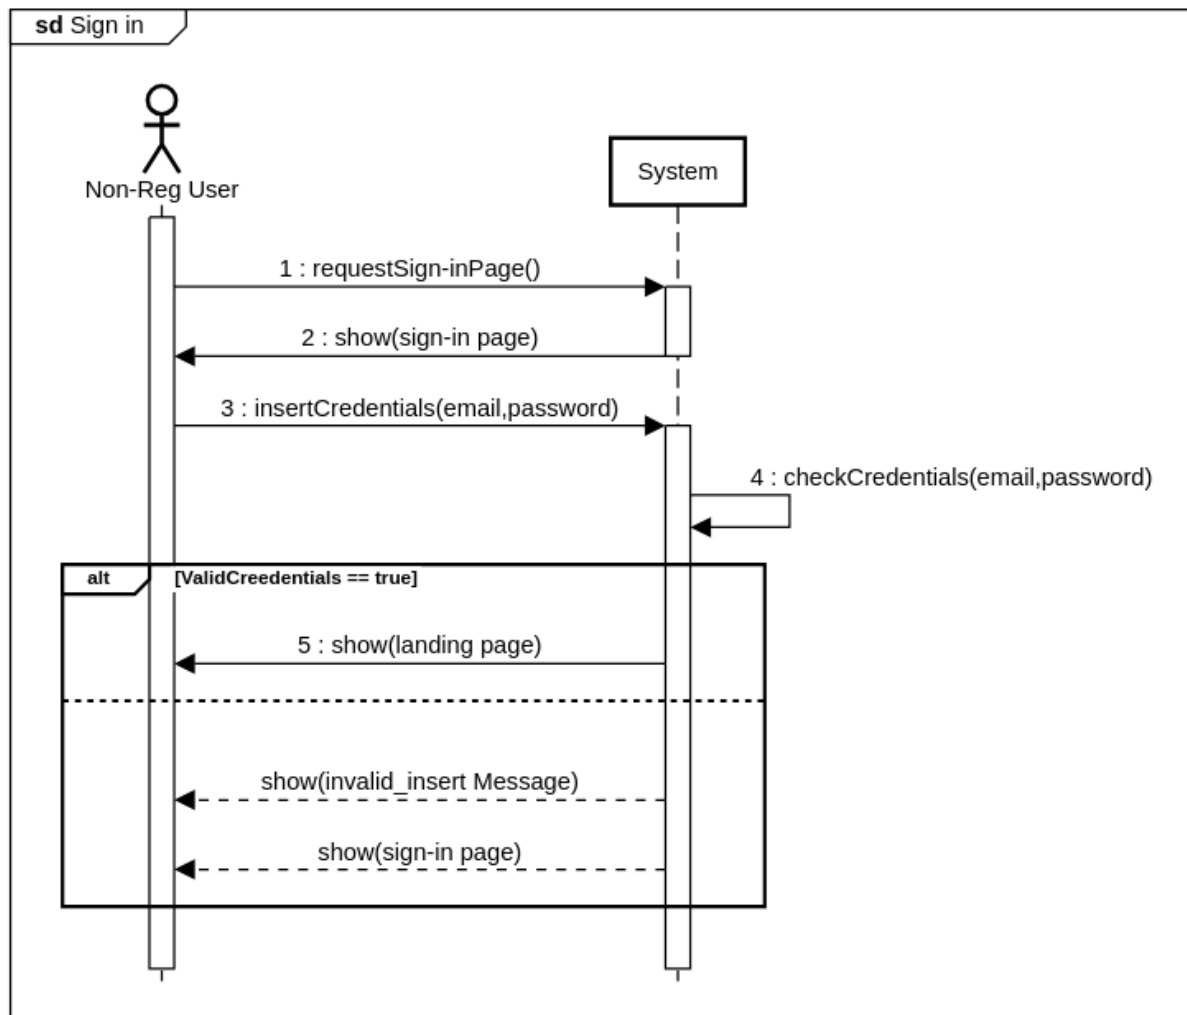 sd Sign in
Non-Reg User
System
1 : requestSign-inPage()
2 : show(sign-in page)
3 : insertCredentials(email,password)
4 : checkCredentials(email,password)
alt [ValidCreedentials == true]
5 : show(landing page)
show(invalid_insert Message)
show(sign-in page)